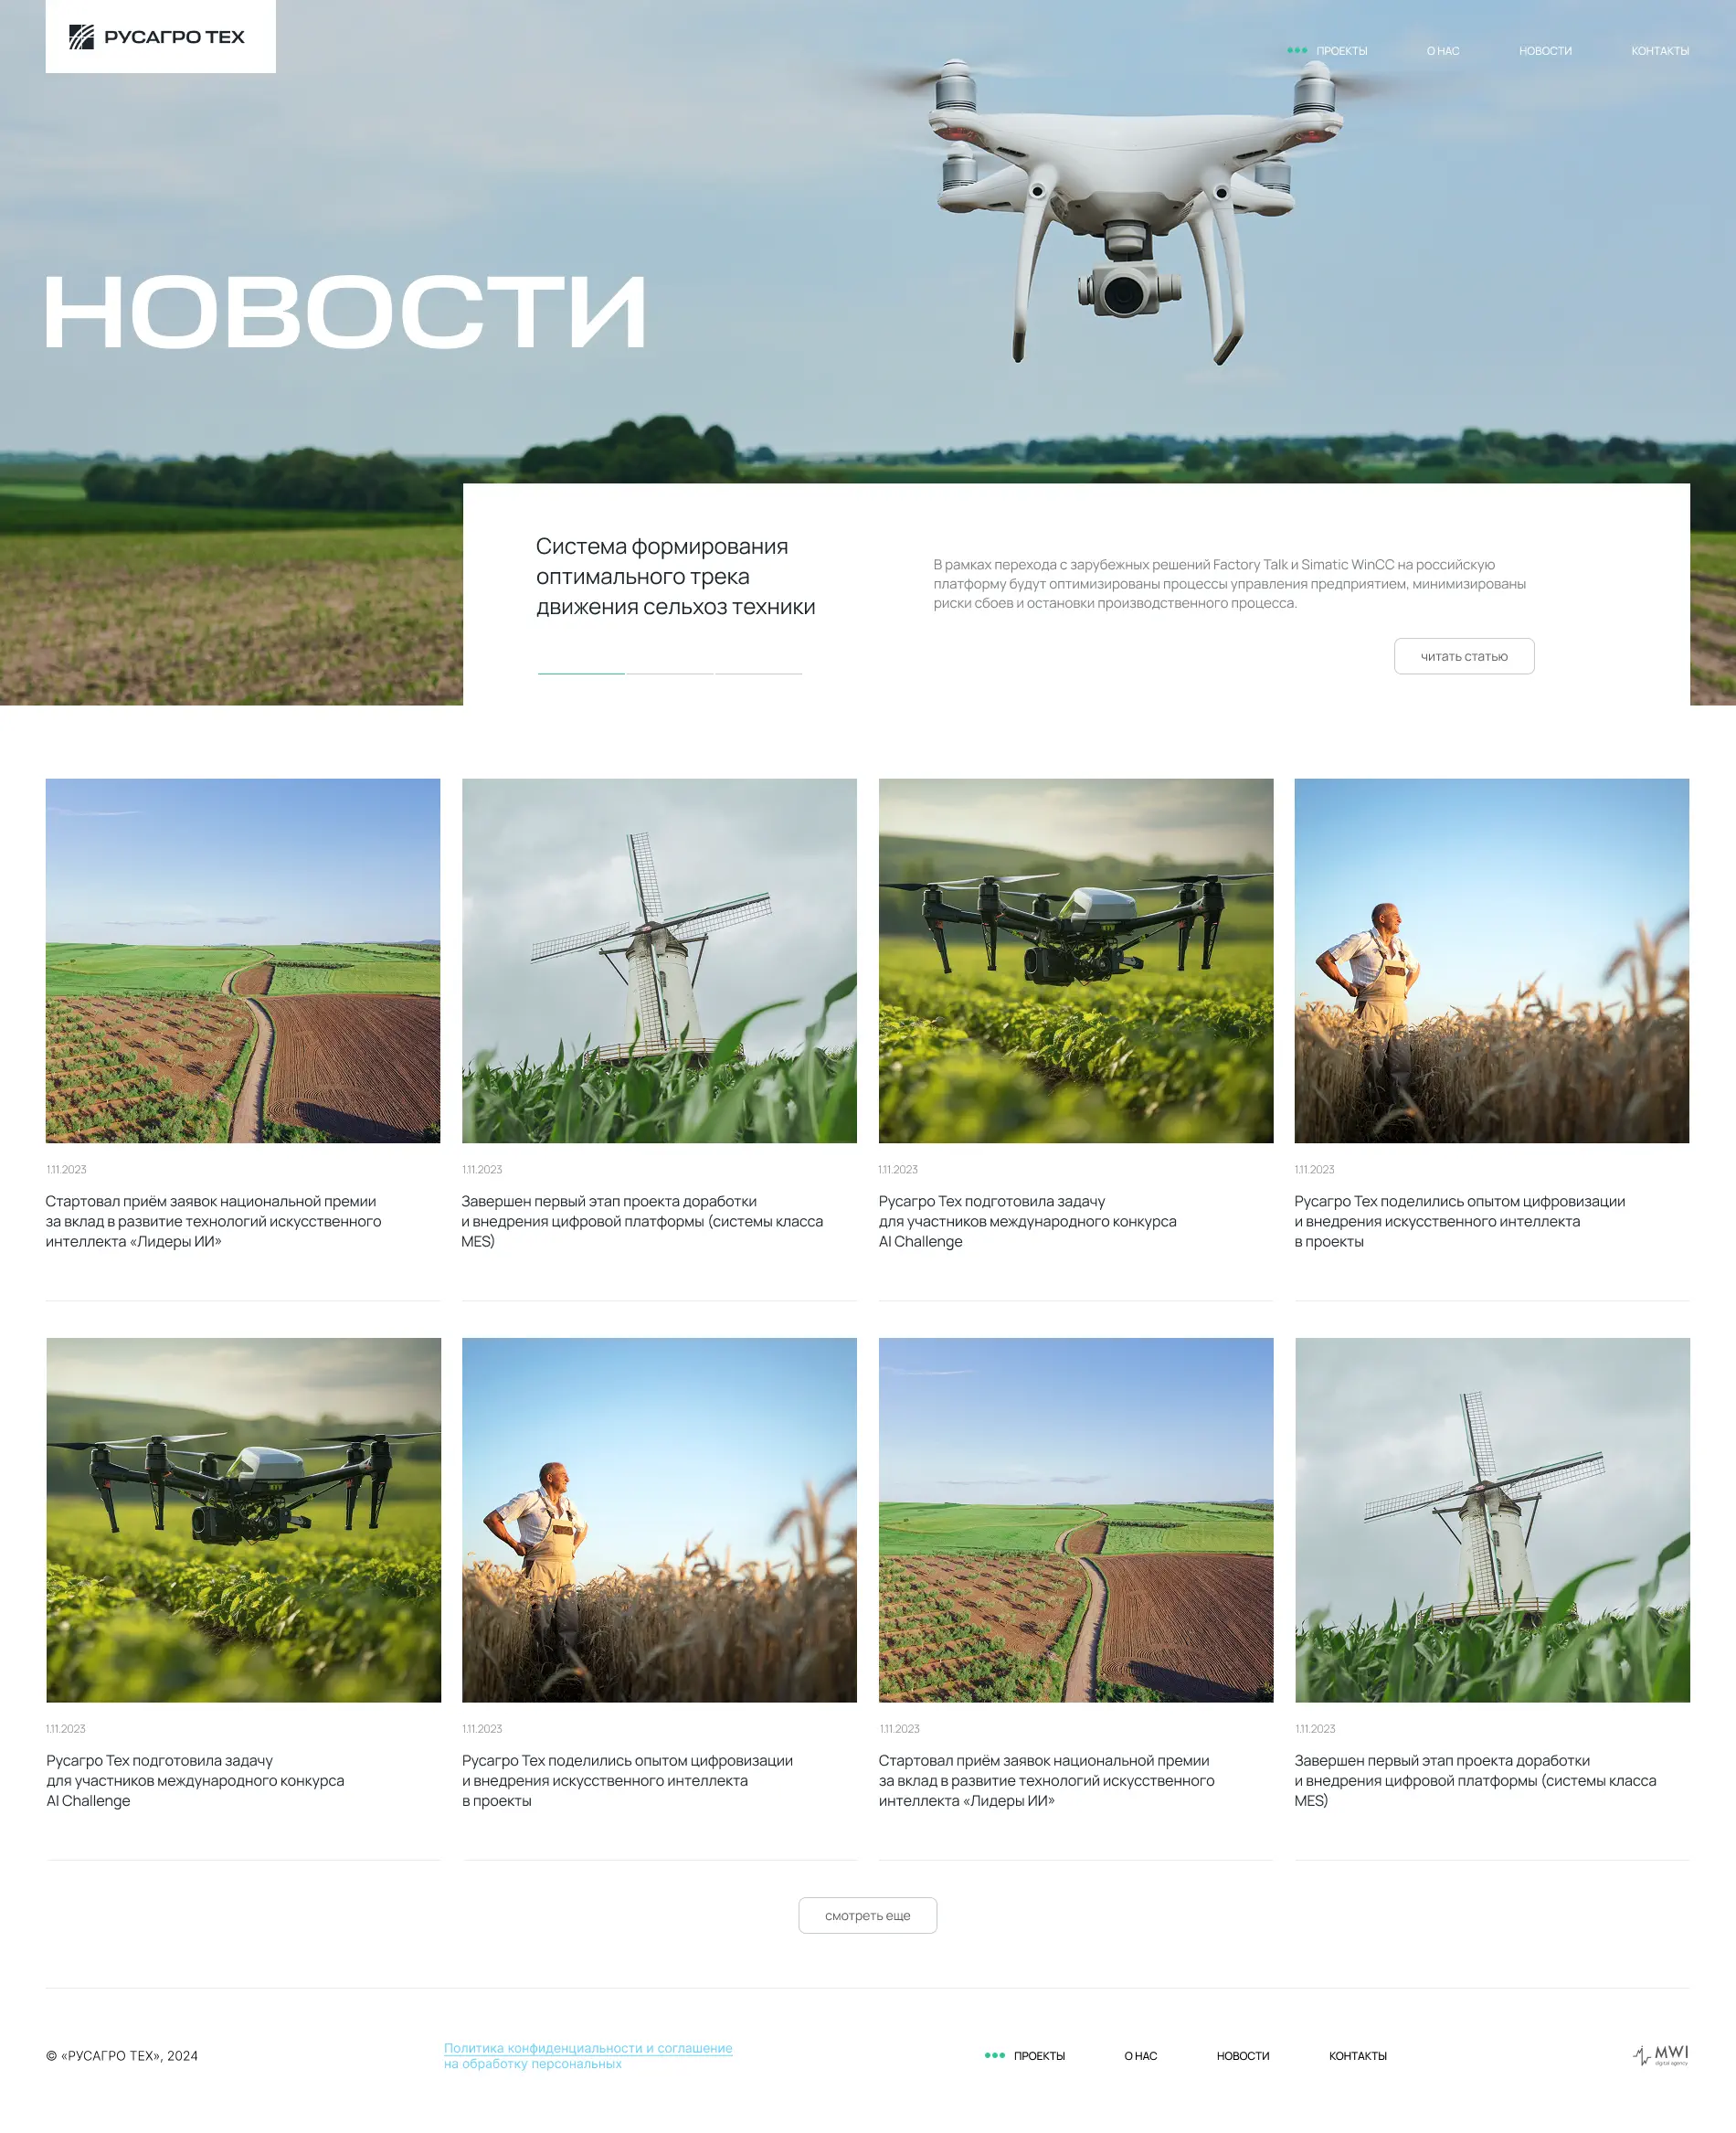 РУСАГРО ТЕХ
ПРОЕКТЫ
О НАС
НОВОСТИ
КОНТАКТЫ
НОВОСТИ
Система формирования
оптимального трека
движения сельхоз техники
В рамках перехода с зарубежных решений Factory Talk и Simatic WinCC на российскую
платформу будут оптимизированы процессы управления предприятием, минимизированы
риски сбоев и остановки производственного процесса.
читать статью
1.11.2023
Стартовал приём заявок национальной премии
за вклад в развитие технологий искусственного
интеллекта «Лидеры ИИ»
1.11.2023
Завершен первый этап проекта доработки
и внедрения цифровой платформы (системы класса
MES)
1.11.2023
Русагро Тех подготовила задачу
для участников международного конкурса
AI Challenge
1.11.2023
Русагро Тех поделились опытом цифровизации
и внедрения искусственного интеллекта
в проекты
1.11.2023
Русагро Тех подготовила задачу
для участников международного конкурса
AI Challenge
1.11.2023
Русагро Тех поделились опытом цифровизации
и внедрения искусственного интеллекта
в проекты
1.11.2023
Стартовал приём заявок национальной премии
за вклад в развитие технологий искусственного
интеллекта «Лидеры ИИ»
1.11.2023
Завершен первый этап проекта доработки
и внедрения цифровой платформы (системы класса
MES)
смотреть еще
© «РУСАГРО ТЕХ», 2024
Политика конфиденциальности и соглашение
на обработку персональных
ПРОЕКТЫ
О НАС
НОВОСТИ
КОНТАКТЫ
MWI
digital agency